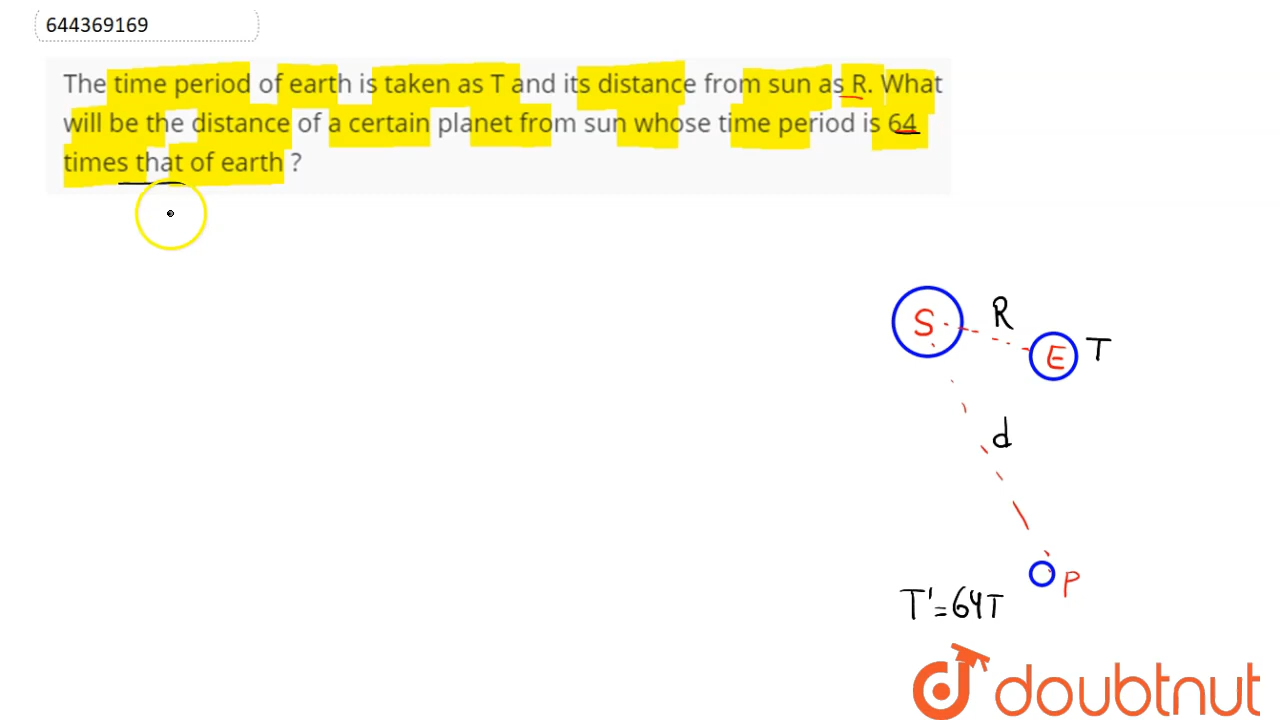 644369169
The time period of earth is taken as T and its distance from sun as R. What
will be the distance of a certain planet from sun whose time period is 64
times that of earth ?
S
R
E
T
d
P
T'=64T
doubtnut